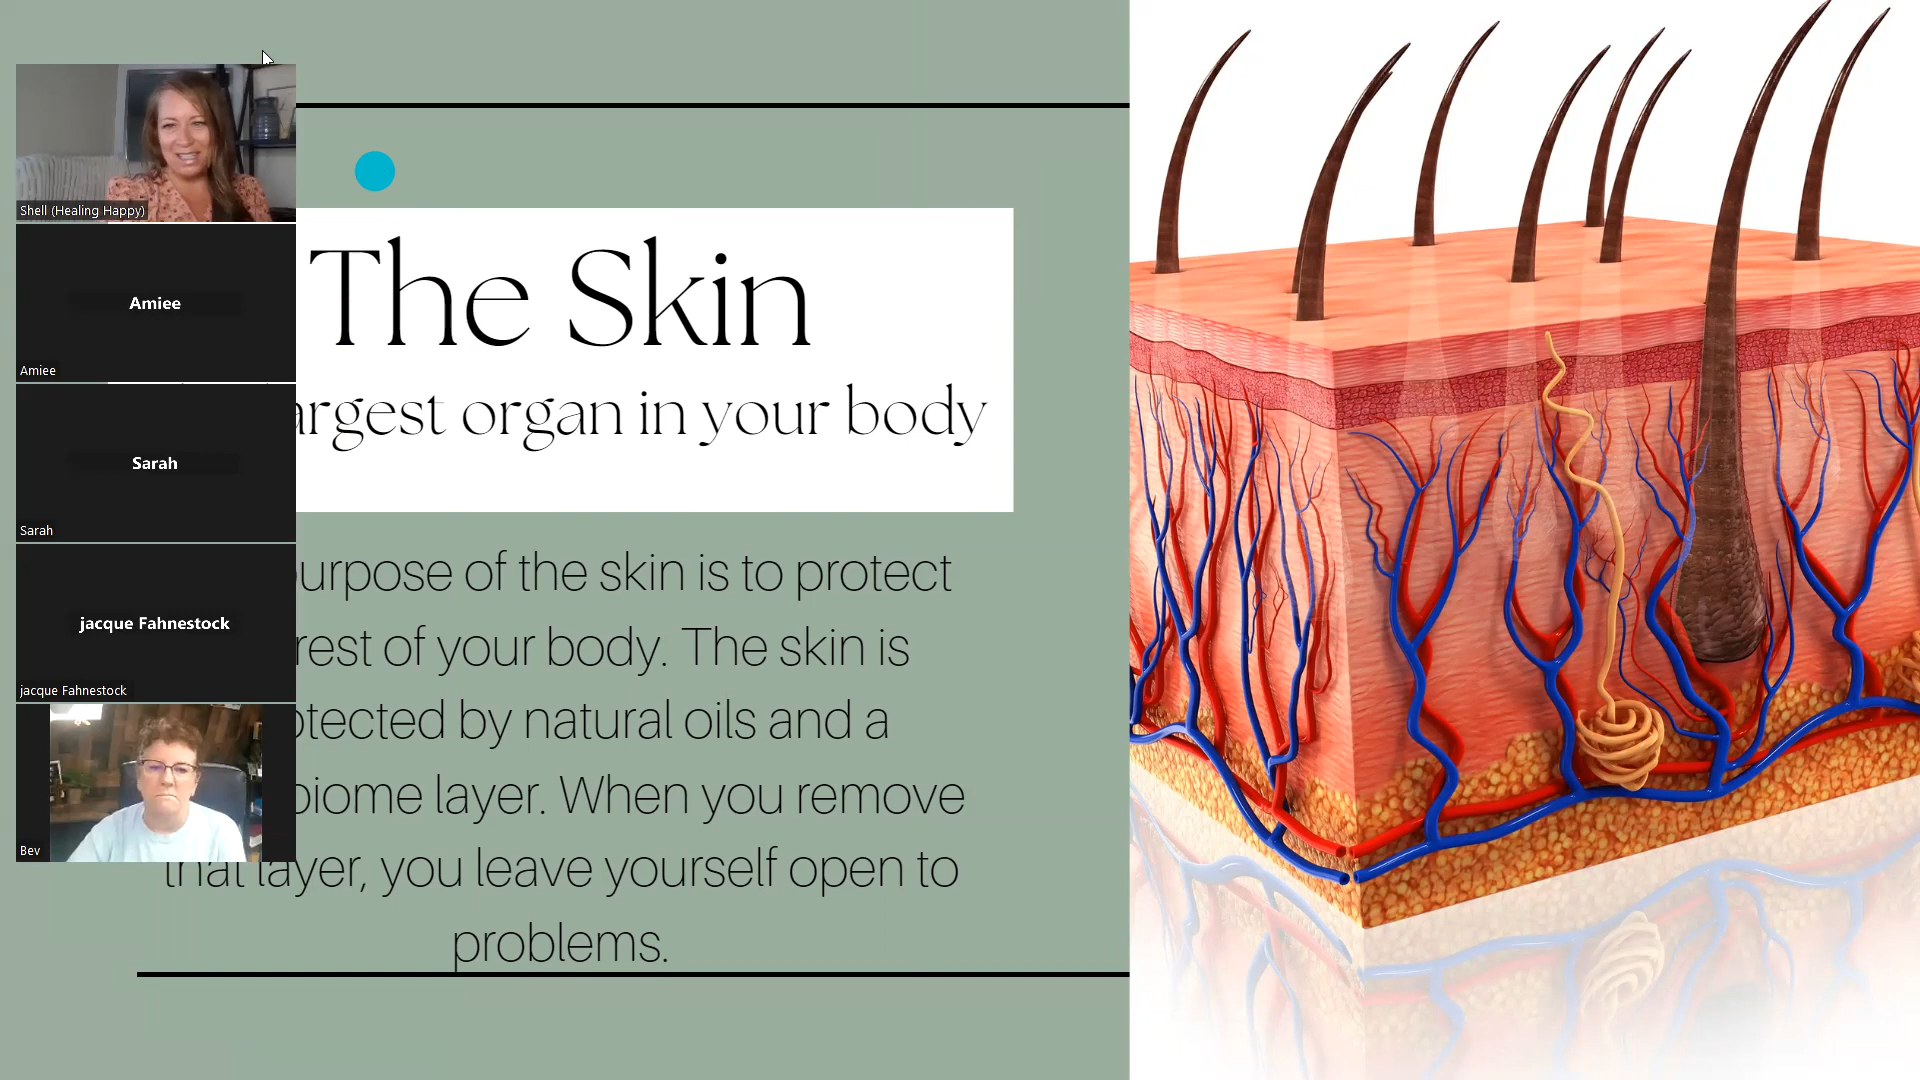 Shell (Healing Happy)
Amiee
Amiee
Sarah
Sarah
jacque Fahnestock
jacque Fahnestock
Bev
The Skin
argest organ in your body
urpose of the skin is to protect
rest of your body. The skin is
otected by natural oils and a
biome layer. When you remove
that layer, you leave yourself open to
problems.